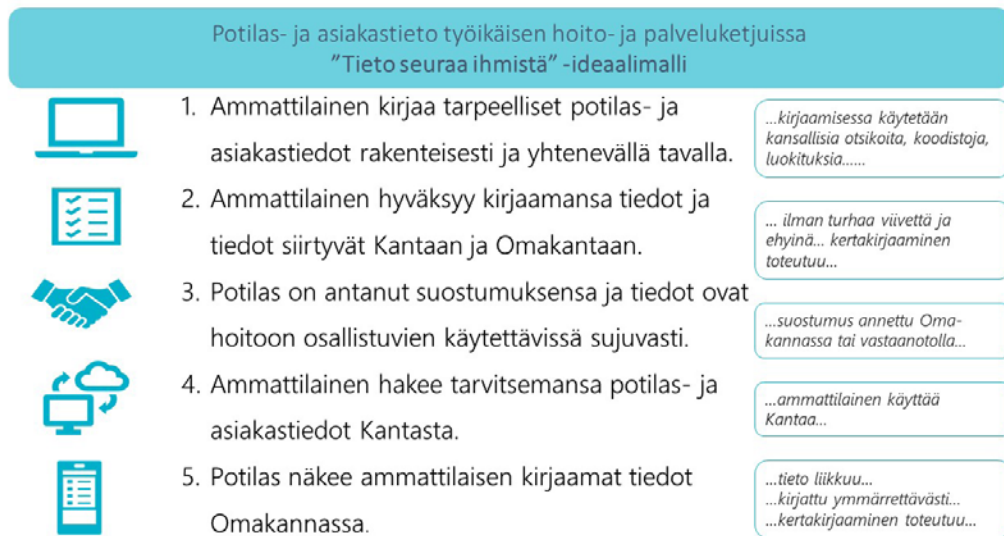 Potilas- ja asiakastieto työikäisen hoito- ja palveluketjuissa
”Tieto seuraa ihmistä” -ideaalimalli
1. Ammattilainen kirjaa tarpeelliset potilas- ja
asiakastiedot rakenteisesti ja yhtenevällä tavalla.
...kirjaamisessa käytetään
kansallisia otsikoita, koodistoja,
luokituksia......
2. Ammattilainen hyväksyy kirjaamansa tiedot ja
tiedot siirtyvät Kantaan ja Omakantaan.
... ilman turhaa viivettä ja
ehyinä... kertakirjaaminen
toteutuu...
3. Potilas on antanut suostumuksensa ja tiedot ovat
hoitoon osallistuvien käytettävissä sujuvasti.
...suostumus annettu Oma-
kannassa tai vastaanotolla...
4. Ammattilainen hakee tarvitsemansa potilas- ja
asiakastiedot Kantasta.
...ammattilainen käyttää
Kantaa...
5. Potilas näkee ammattilaisen kirjaamat tiedot
Omakannassa.
...tieto liikkuu...
...kirjattu ymmärrettävästi...
...kertakirjaaminen toteutuu...